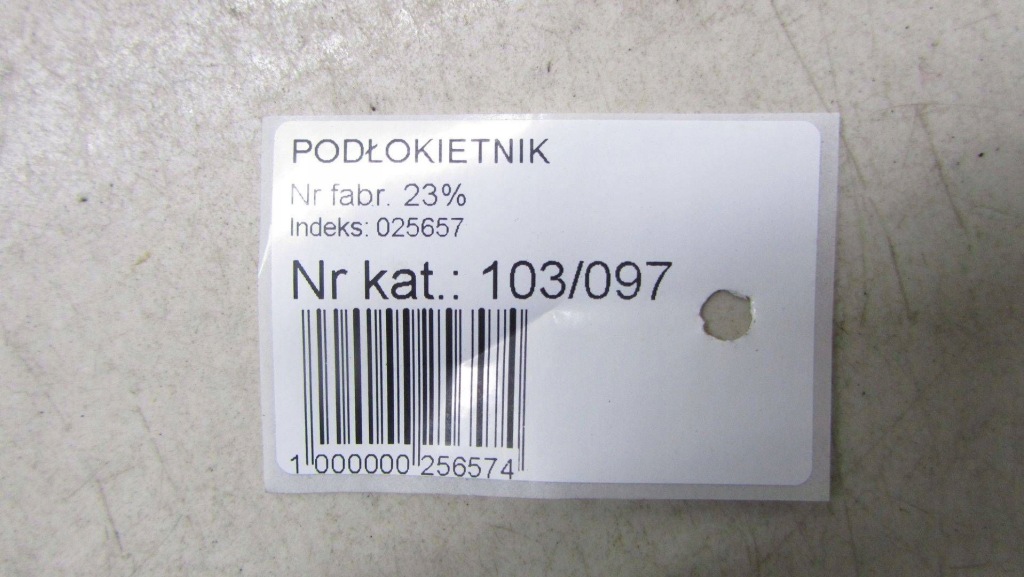 PODŁOKIETNIK
Nr fabr. 23%
Indeks: 025657
Nr kat.: 103/097
1 000000 256574